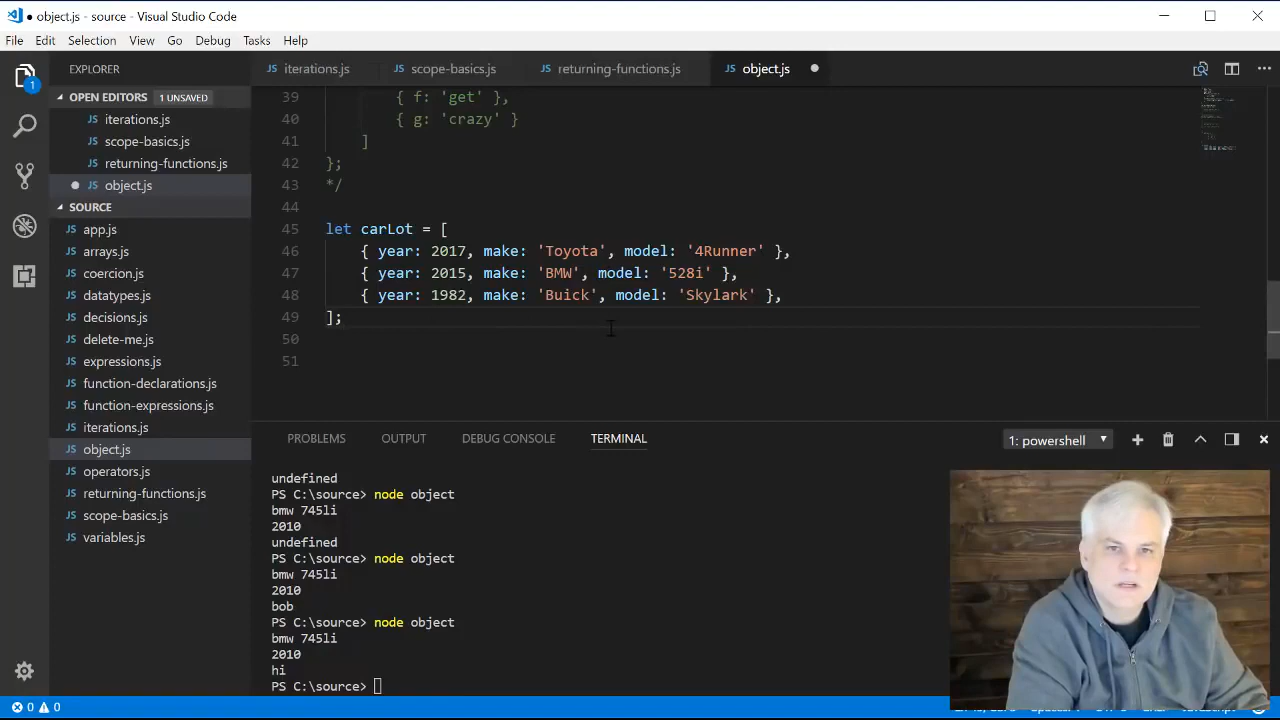 ● object.js - source - Visual Studio Code
File Edit Selection View Go Debug Tasks Help
EXPLORER
JS iterations.js JS scope-basics.js JS returning-functions.js JS object.js ●
OPEN EDITORS 1 UNSAVED
JS iterations.js
JS scope-basics.js
JS returning-functions.js
● JS object.js
SOURCE
JS app.js
JS arrays.js
JS coercion.js
JS datatypes.js
JS decisions.js
JS delete-me.js
JS expressions.js
JS function-declarations.js
JS function-expressions.js
JS iterations.js
JS object.js
JS operators.js
JS returning-functions.js
JS scope-basics.js
JS variables.js
1
39 { f: 'get' },
40 { g: 'crazy' }
41 ]
42 };
43 */
44
45 let carLot = [
46 { year: 2017, make: 'Toyota', model: '4Runner' },
47 { year: 2015, make: 'BMW', model: '528i' },
48 { year: 1982, make: 'Buick', model: 'Skylark' },
49 ];
50
51
PROBLEMS OUTPUT DEBUG CONSOLE TERMINAL 1: powershell
undefined
PS C:\source> node object
bmw 745li
2010
undefined
PS C:\source> node object
bmw 745li
2010
bob
PS C:\source> node object
bmw 745li
2010
hi
PS C:\source>
0 0